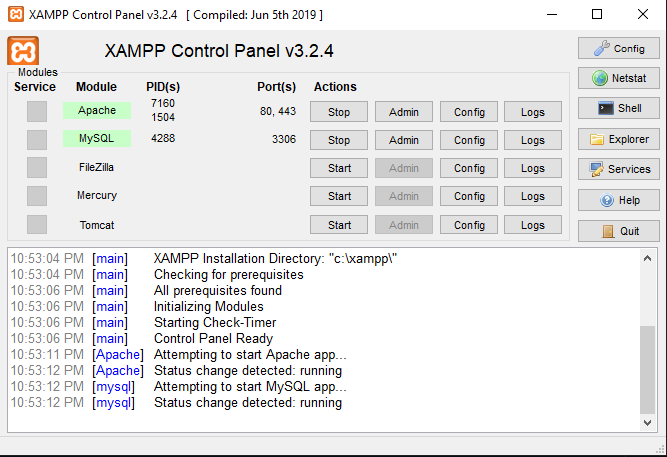 XAMPP Control Panel v3.2.4 [ Compiled: Jun 5th 2019 ]
XAMPP Control Panel v3.2.4
Config
Modules
Service Module PID(s) Port(s) Actions
Netstat
Apache 7160 1504 80, 443 Stop Admin Config Logs
Shell
MySQL 4288 3306 Stop Admin Config Logs
Explorer
FileZilla Start Admin Config Logs
Services
Mercury Start Admin Config Logs
Help
Tomcat Start Admin Config Logs
Quit
10:53:04 PM [main] XAMPP Installation Directory: "c:\xampp\"
10:53:04 PM [main] Checking for prerequisites
10:53:06 PM [main] All prerequisites found
10:53:06 PM [main] Initializing Modules
10:53:06 PM [main] Starting Check-Timer
10:53:06 PM [main] Control Panel Ready
10:53:11 PM [Apache] Attempting to start Apache app...
10:53:12 PM [Apache] Status change detected: running
10:53:12 PM [mysql] Attempting to start MySQL app...
10:53:12 PM [mysql] Status change detected: running